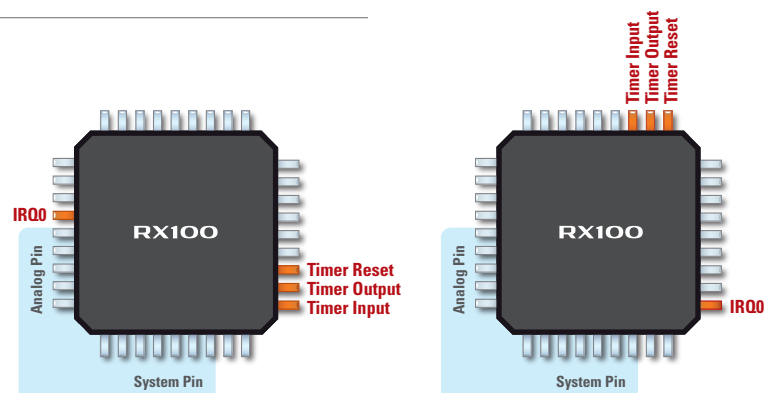 IRQ0
RX100
Analog Pin
Timer Reset
Timer Output
Timer Input
System Pin
Timer Input
Timer Output
Timer Reset
RX100
Analog Pin
IRQ0
System Pin